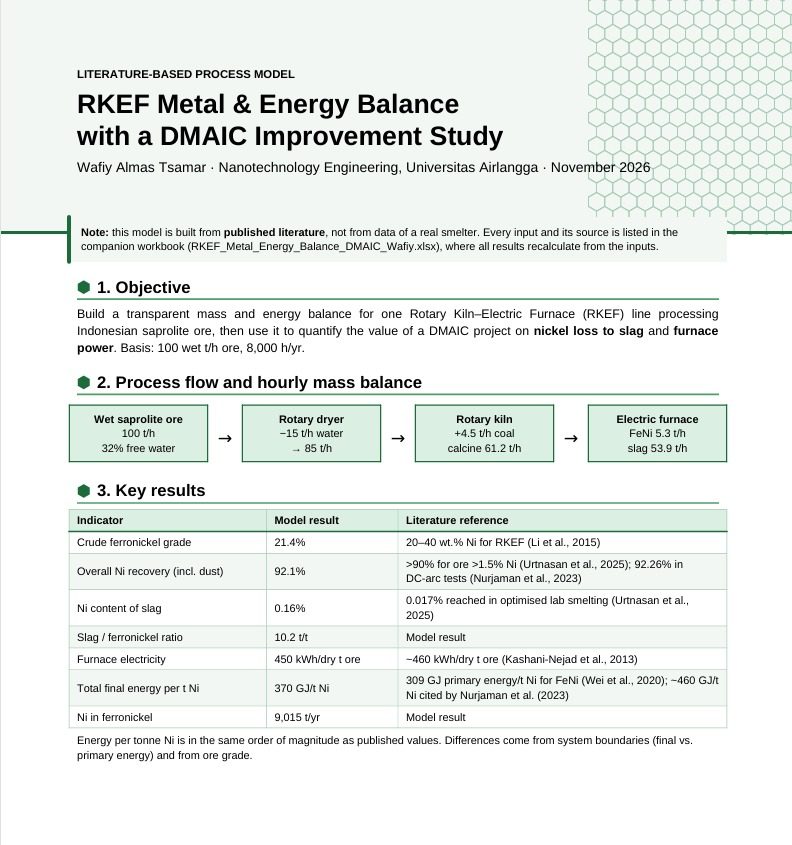 LITERATURE-BASED PROCESS MODEL
RKEF Metal & Energy Balance
with a DMAIC Improvement Study
Wafiy Almas Tsamar · Nanotechnology Engineering, Universitas Airlangga · November 2026
Note: this model is built from published literature, not from data of a real smelter. Every input and its source is listed in the
companion workbook (RKEF_Metal_Energy_Balance_DMAIC_Wafiy.xlsx), where all results recalculate from the inputs.
1. Objective
Build a transparent mass and energy balance for one Rotary Kiln–Electric Furnace (RKEF) line processing
Indonesian saprolite ore, then use it to quantify the value of a DMAIC project on nickel loss to slag and furnace
power. Basis: 100 wet t/h ore, 8,000 h/yr.
2. Process flow and hourly mass balance
Wet saprolite ore
100 t/h
32% free water
→
Rotary dryer
−15 t/h water
→ 85 t/h
→
Rotary kiln
+4.5 t/h coal
calcine 61.2 t/h
→
Electric furnace
FeNi 5.3 t/h
slag 53.9 t/h
3. Key results
Indicator Model result Literature reference
Crude ferronickel grade 21.4% 20–40 wt.% Ni for RKEF (Li et al., 2015)
Overall Ni recovery (incl. dust) 92.1% >90% for ore >1.5% Ni (Urtnasan et al., 2025); 92.26% in
DC-arc tests (Nurjaman et al., 2023)
Ni content of slag 0.16% 0.017% reached in optimised lab smelting (Urtnasan et al.,
2025)
Slag / ferronickel ratio 10.2 t/t Model result
Furnace electricity 450 kWh/dry t ore ~460 kWh/dry t ore (Kashani-Nejad et al., 2013)
Total final energy per t Ni 370 GJ/t Ni 309 GJ primary energy/t Ni for FeNi (Wei et al., 2020); ~460 GJ/t
Ni cited by Nurjaman et al. (2023)
Ni in ferronickel 9,015 t/yr Model result
Energy per tonne Ni is in the same order of magnitude as published values. Differences come from system boundaries (final vs.
primary energy) and from ore grade.